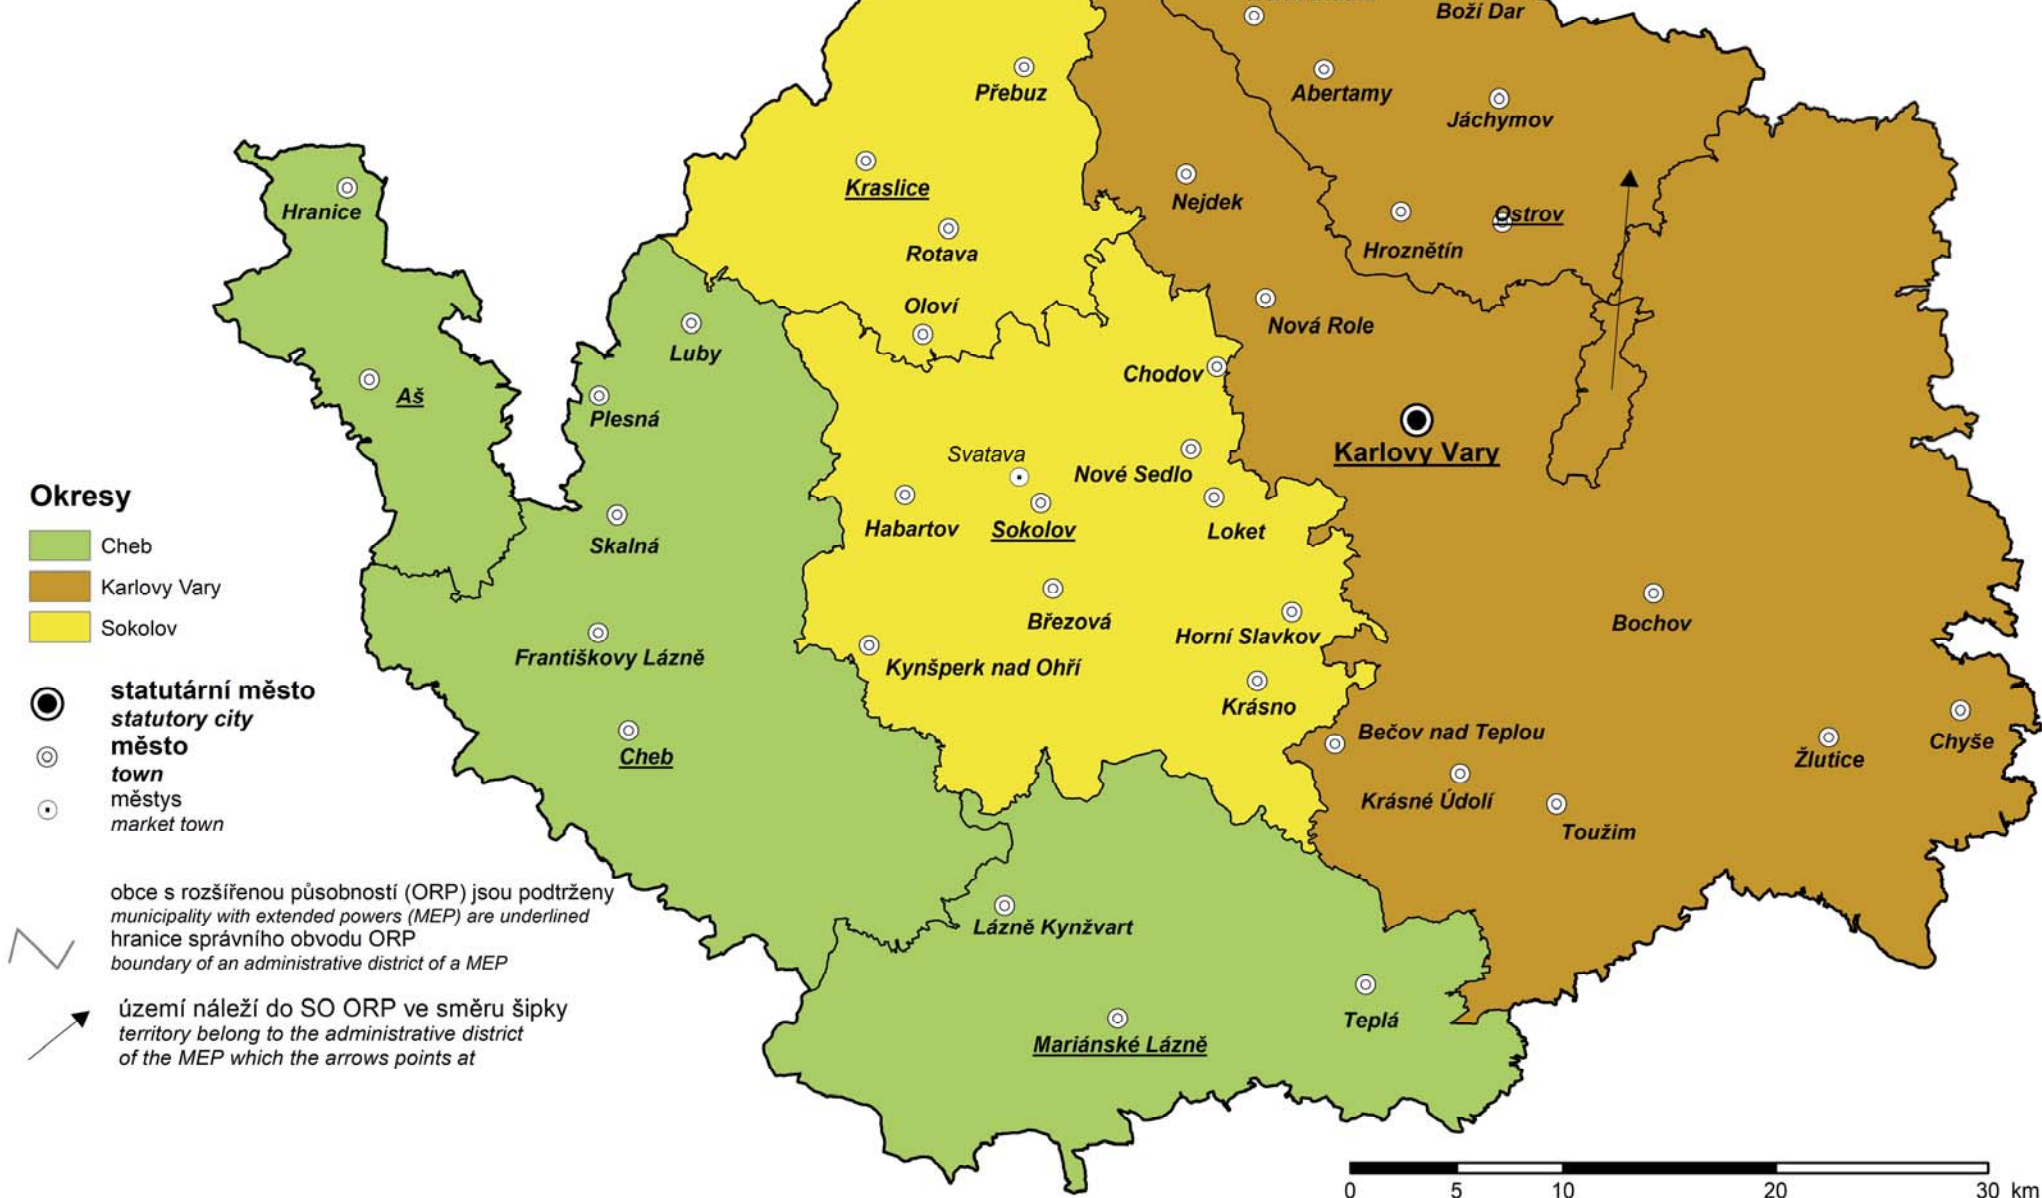 Boží Dar
Přebuz
Abertamy
Jáchymov
Kraslice
Nejdek
Hranice
Ostrov
Rotava
Hroznětín
Oloví
Nová Role
Luby
Chodov
Aš
Plesná
Karlovy Vary
Svatava
Nové Sedlo
Okresy
Habartov
Sokolov
Loket
Cheb
Skalná
Karlovy Vary
Březová
Bochov
Sokolov
Horní Slavkov
Františkovy Lázně
Kynšperk nad Ohří
statutární město
statutory city
Krásno
Bečov nad Teplou
Chyše
město
Cheb
Žlutice
town
městys
Krásné Údolí
market town
Toužim
obce s rozšířenou působností (ORP) jsou podtrženy
municipality with extended powers (MEP) are underlined
Lázně Kynžvart
hranice správního obvodu ORP
boundary of an administrative district of a MEP
území náleží do SO ORP ve směru šipky
Teplá
territory belong to the administrative district
Mariánské Lázně
of the MEP which the arrows points at
0 5 10 20 30 km